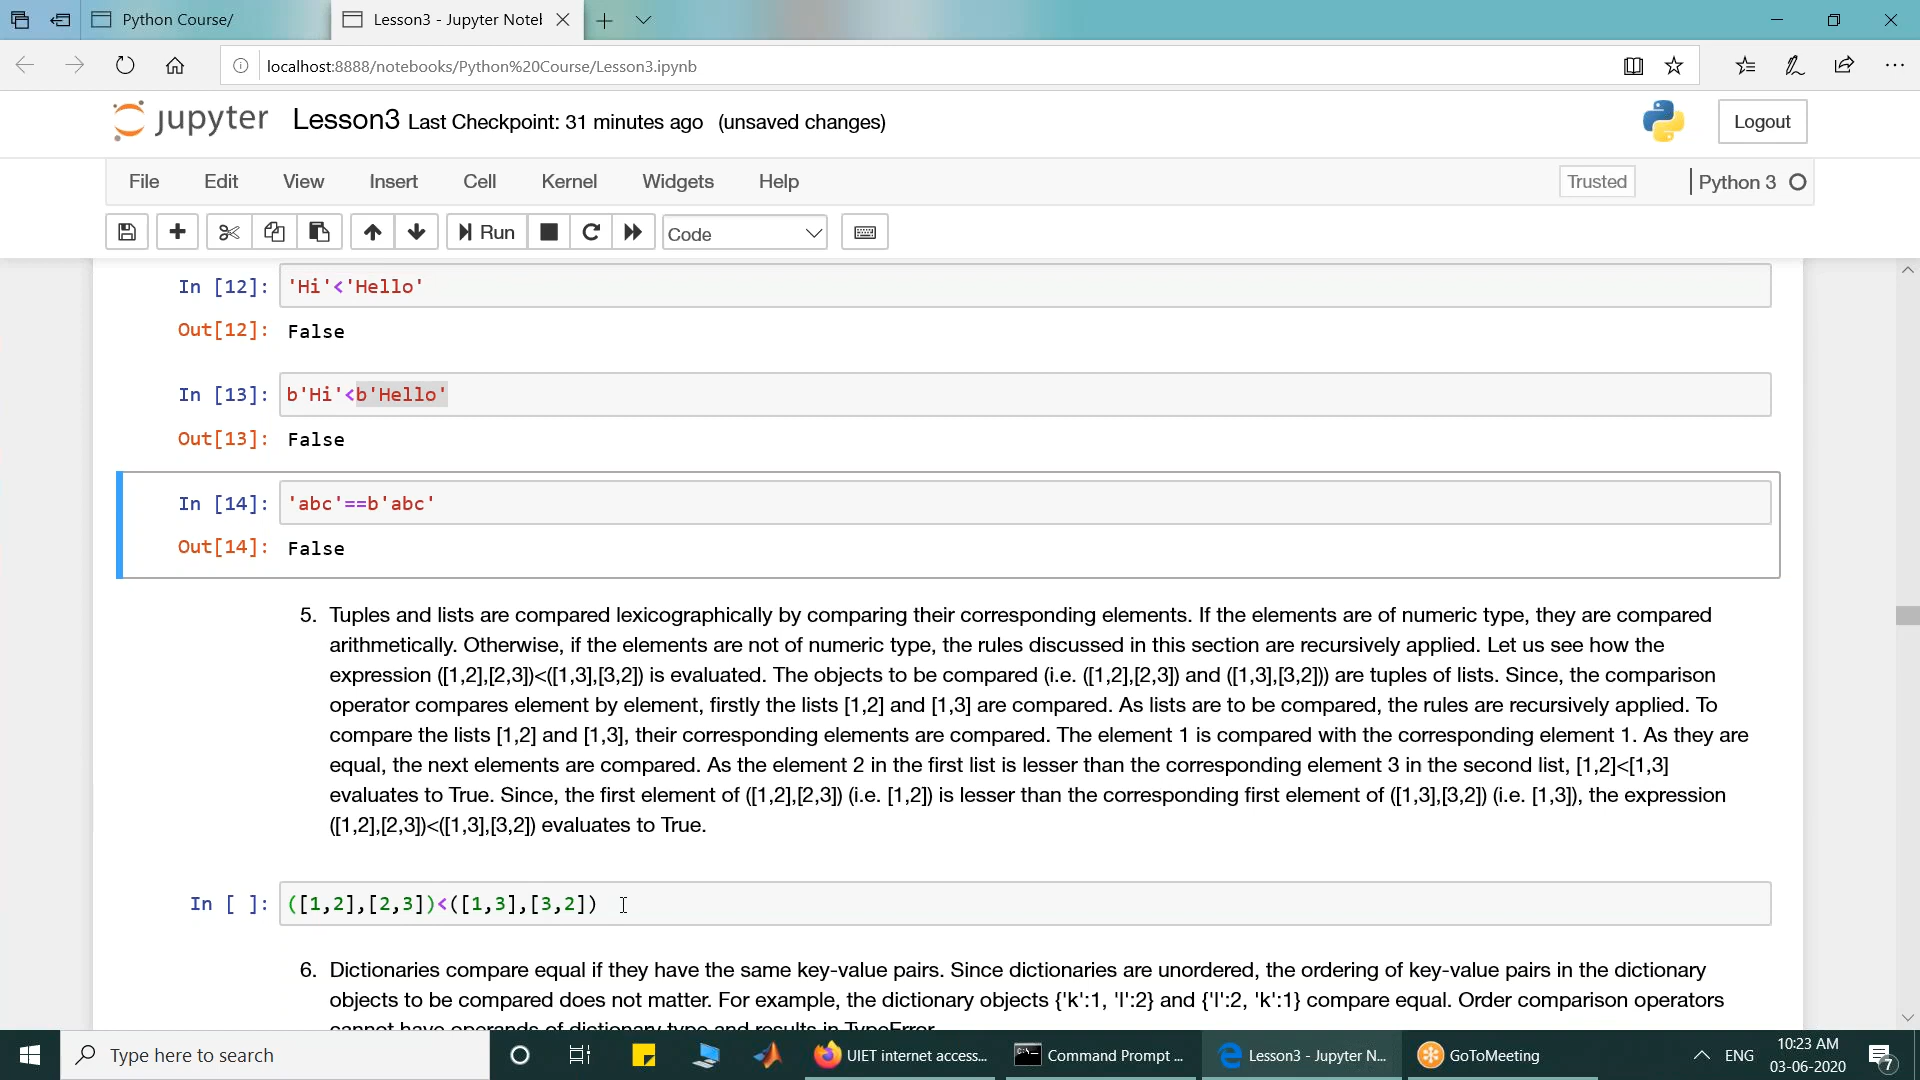 Python Course/
Lesson3 - Jupyter Notel
localhost:8888/notebooks/Python%20Course/Lesson3.ipynb
jupyter Lesson3 Last Checkpoint: 31 minutes ago (unsaved changes)
Logout
File Edit View Insert Cell Kernel Widgets Help
Trusted
Python 3
Run
Code
In [12]: 'Hi'<'Hello'
Out[12]: False
In [13]: b'Hi'<b'Hello'
Out[13]: False
In [14]: 'abc'==b'abc'
Out[14]: False
5. Tuples and lists are compared lexicographically by comparing their corresponding elements. If the elements are of numeric type, they are compared
arithmetically. Otherwise, if the elements are not of numeric type, the rules discussed in this section are recursively applied. Let us see how the
expression ([1,2],[2,3])<([1,3],[3,2]) is evaluated. The objects to be compared (i.e. ([1,2],[2,3]) and ([1,3],[3,2])) are tuples of lists. Since, the comparison
operator compares element by element, firstly the lists [1,2] and [1,3] are compared. As lists are to be compared, the rules are recursively applied. To
compare the lists [1,2] and [1,3], their corresponding elements are compared. The element 1 is compared with the corresponding element 1. As they are
equal, the next elements are compared. As the element 2 in the first list is lesser than the corresponding element 3 in the second list, [1,2]<[1,3]
evaluates to True. Since, the first element of ([1,2],[2,3]) (i.e. [1,2]) is lesser than the corresponding first element of ([1,3],[3,2]) (i.e. [1,3]), the expression
([1,2],[2,3])<([1,3],[3,2]) evaluates to True.
In [ ]: ([1,2],[2,3])<([1,3],[3,2])
6. Dictionaries compare equal if they have the same key-value pairs. Since dictionaries are unordered, the ordering of key-value pairs in the dictionary
objects to be compared does not matter. For example, the dictionary objects {'k':1, 'l':2} and {'l':2, 'k':1} compare equal. Order comparison operators
cannot have operands of dictionary type and results in TypeError
Type here to search
UIET internet access...
Command Prompt ...
Lesson3 - Jupyter N...
GoToMeeting
ENG
10:23 AM
03-06-2020
7